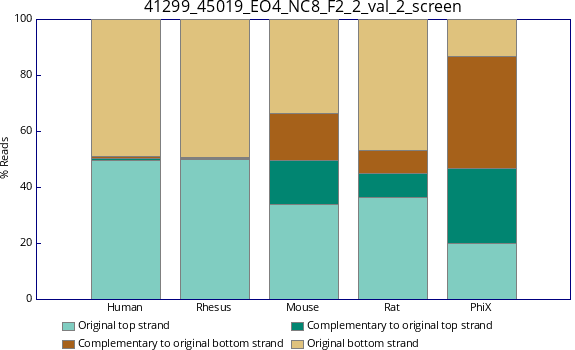 41299_45019_EO4_NC8_F2_2_val_2_screen
100
80
60
40
20
0
% Reads
Human Rhesus Mouse Rat PhiX
Original top strand Complementary to original top strand
Complementary to original bottom strand Original bottom strand